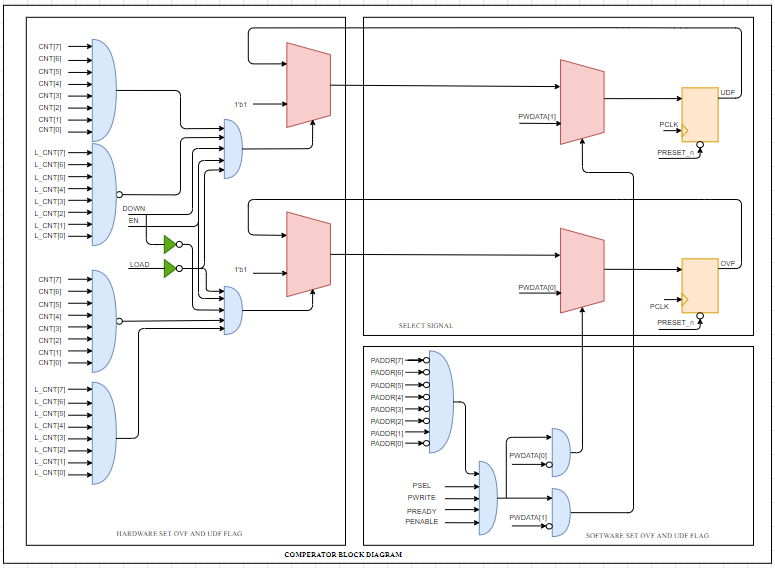 CNT[7]
CNT[6]
CNT[5]
CNT[4]
CNT[3]
CNT[2]
CNT[1]
CNT[0]
L_CNT[7]
L_CNT[6]
L_CNT[5]
L_CNT[4]
L_CNT[3]
L_CNT[2]
L_CNT[1]
L_CNT[0]
DOWN
EN
LOAD
CNT[7]
CNT[6]
CNT[5]
CNT[4]
CNT[3]
CNT[2]
CNT[1]
CNT[0]
L_CNT[7]
L_CNT[6]
L_CNT[5]
L_CNT[4]
L_CNT[3]
L_CNT[2]
L_CNT[1]
L_CNT[0]
1'b1
1'b1
HARDWARE SET OVF AND UDF FLAG
PWDATA[1]
UDF
PCLK
PRESET_n
PWDATA[0]
OVF
PCLK
PRESET_n
SELECT SIGNAL
PADDR[7]
PADDR[6]
PADDR[5]
PADDR[4]
PADDR[3]
PADDR[2]
PADDR[1]
PADDR[0]
PSEL
PWRITE
PREADY
PENABLE
PWDATA[0]
PWDATA[1]
SOFTWARE SET OVF AND UDF FLAG
COMPERATOR BLOCK DIAGRAM